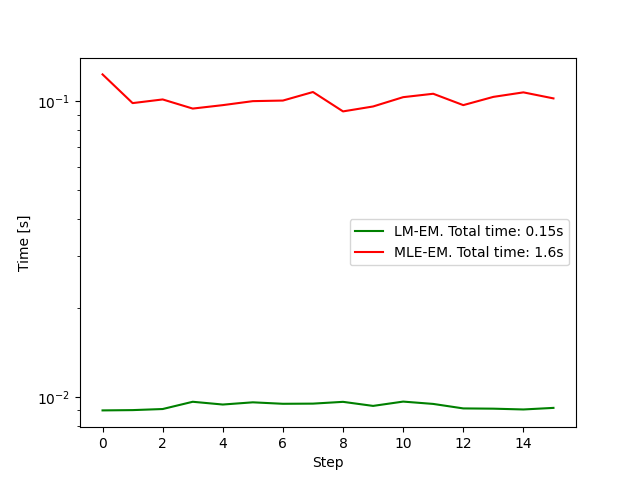 10⁻¹
10⁻²
Time [s]
LM-EM. Total time: 0.15s
MLE-EM. Total time: 1.6s
0 2 4 6 8 10 12 14
Step